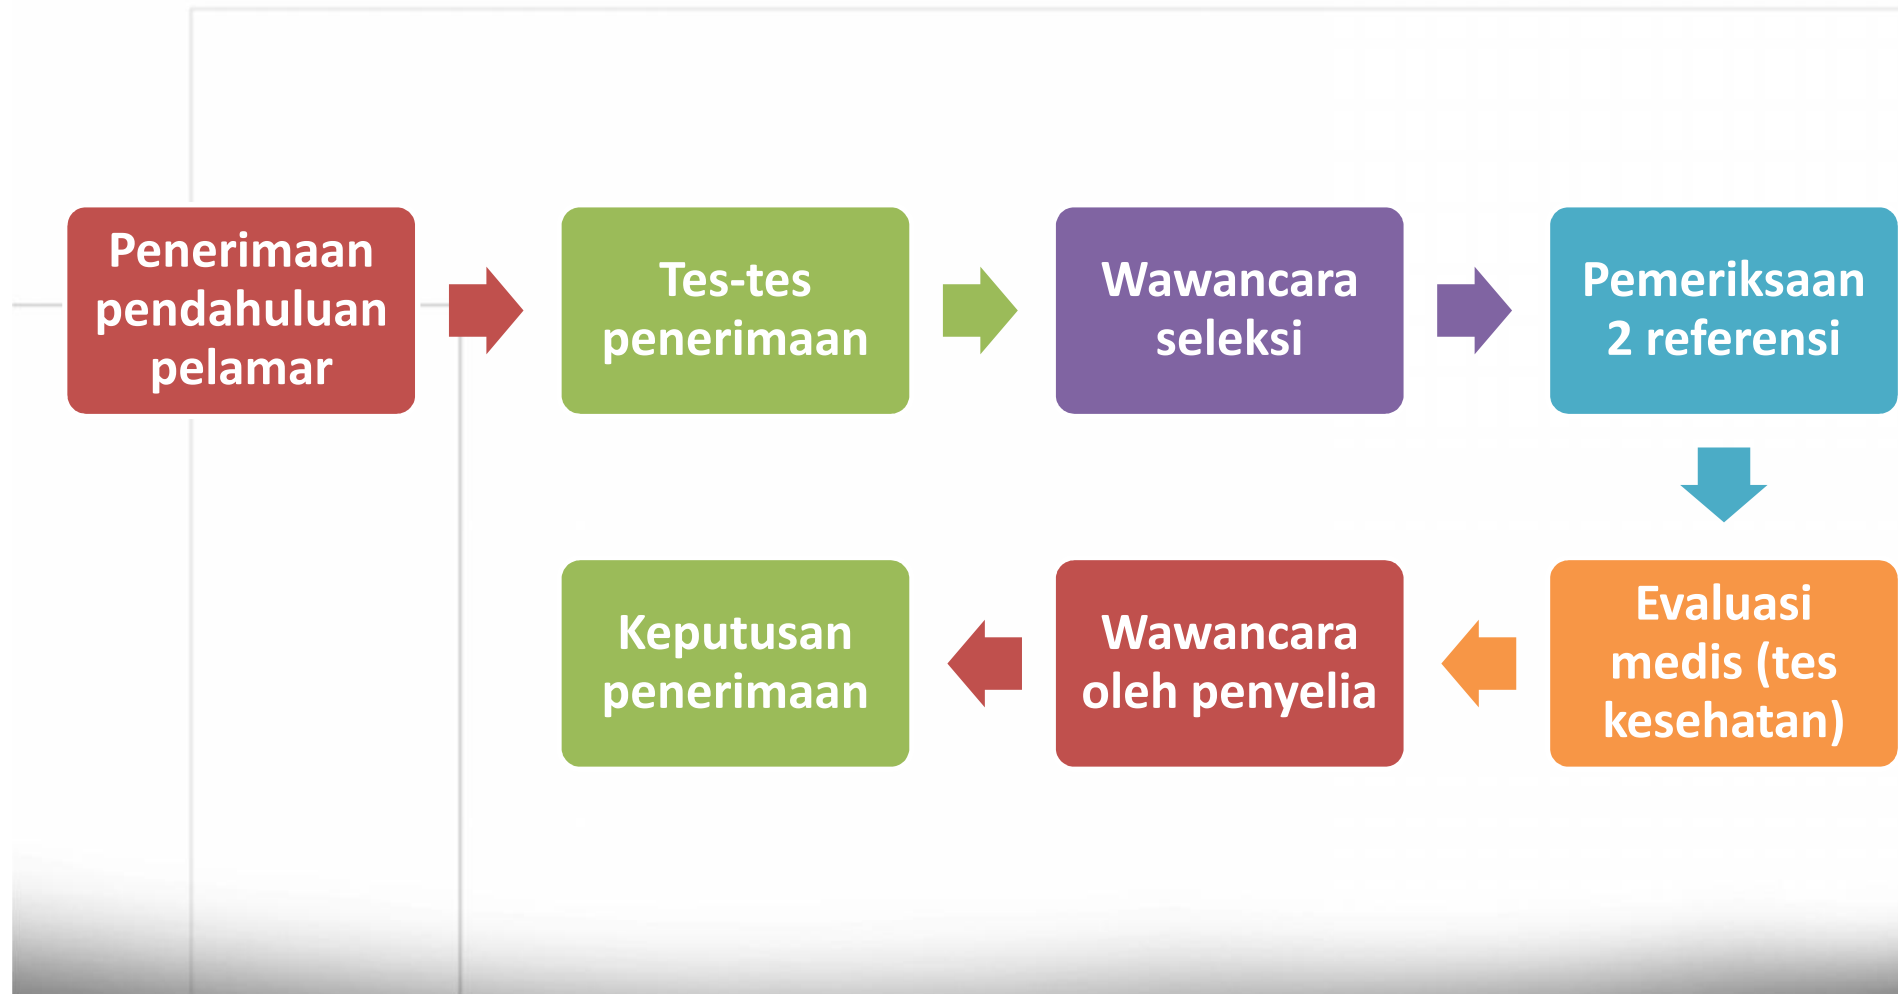 Penerimaan
pendahuluan
pelamar
Tes-tes
penerimaan
Wawancara
seleksi
Pemeriksaan
2 referensi
Evaluasi
medis (tes
kesehatan)
Wawancara
oleh penyelia
Keputusan
penerimaan